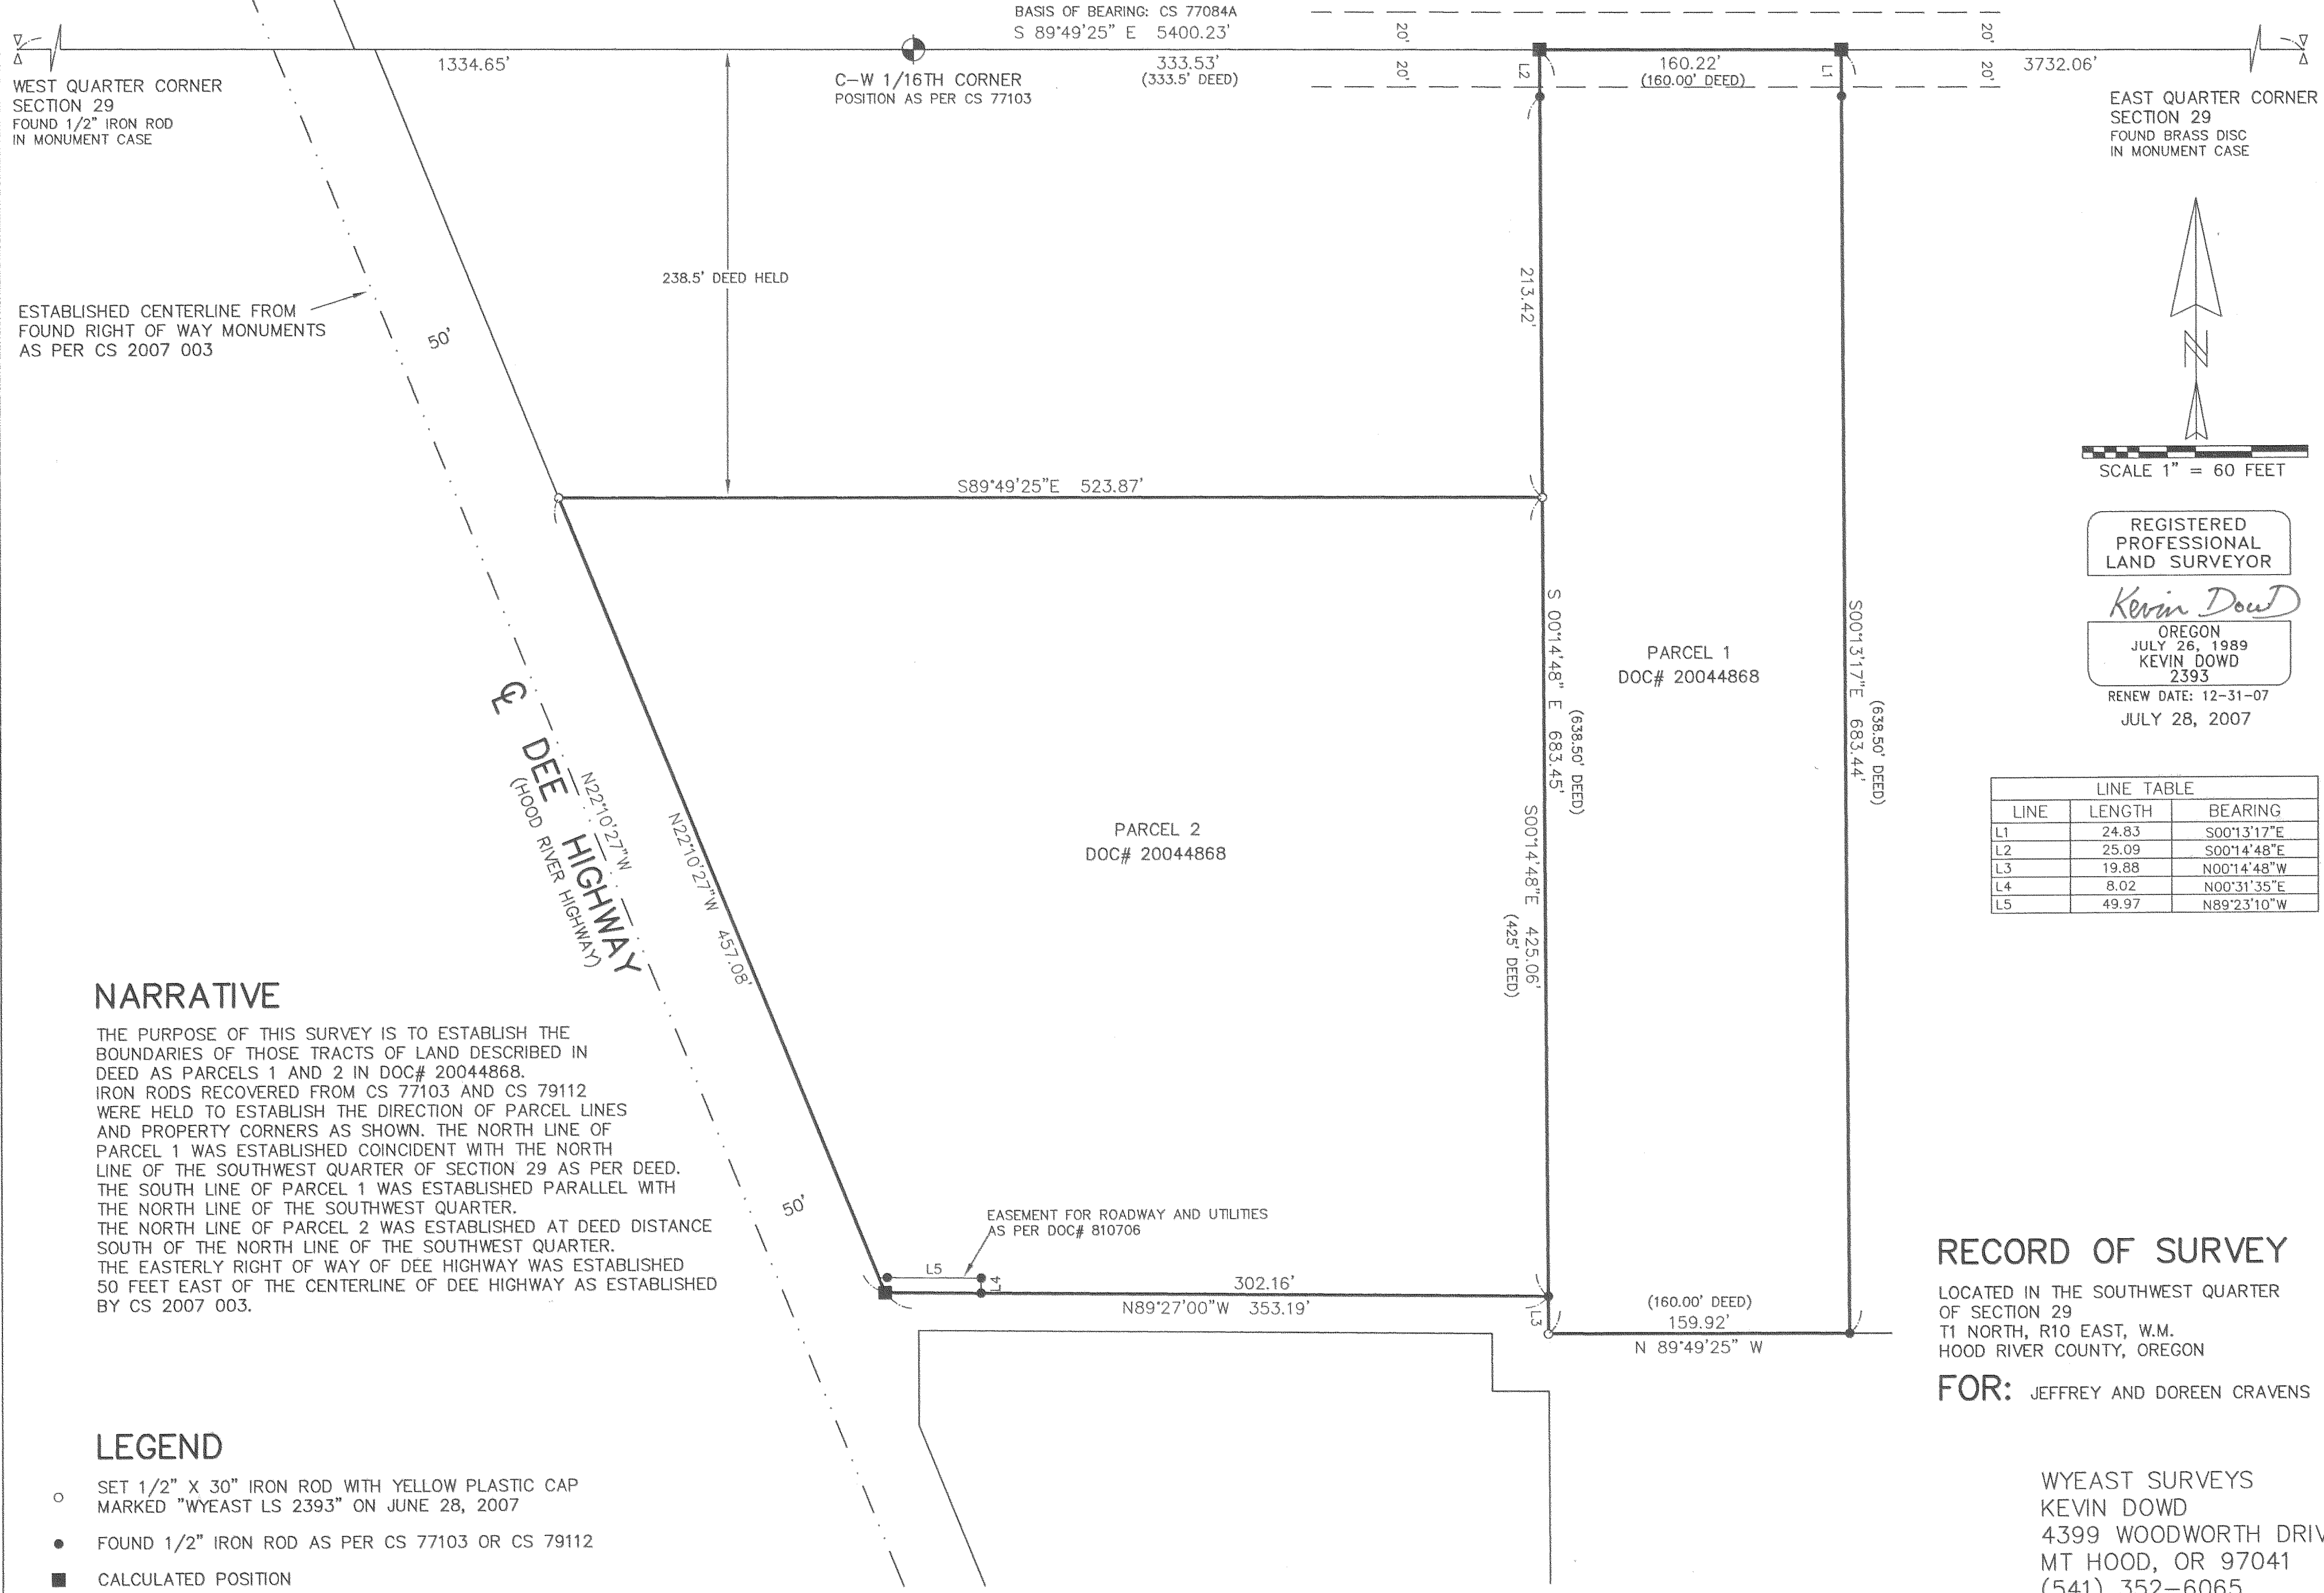 BASIS OF BEARING: CS 77084A
S 89°49'25" E 5400.23'
20'
20'
1334.65'
333.53'
(333.5' DEED)
20'
160.22'
(160.00' DEED)
20'
3732.06'
L2
L1
WEST QUARTER CORNER
SECTION 29
FOUND 1/2" IRON ROD
IN MONUMENT CASE
C-W 1/16TH CORNER
POSITION AS PER CS 77103
EAST QUARTER CORNER
SECTION 29
FOUND BRASS DISC
IN MONUMENT CASE
238.5' DEED HELD
213.42'
ESTABLISHED CENTERLINE FROM
FOUND RIGHT OF WAY MONUMENTS
AS PER CS 2007 003
50'
N
SCALE 1" = 60 FEET
S89°49'25"E 523.87'
REGISTERED
PROFESSIONAL
LAND SURVEYOR
Kevin Dowd
OREGON
JULY 26, 1989
KEVIN DOWD
2393
RENEW DATE: 12-31-07
JULY 28, 2007
S 00°14'48" E 683.45'
(638.50' DEED)
PARCEL 1
DOC# 20044868
S00°13'17"E 683.44'
(638.50' DEED)
LINE TABLE
LINE LENGTH BEARING
L1 24.83 S00°13'17"E
L2 25.09 S00°14'48"E
L3 19.88 N00°14'48"W
L4 8.02 N00°31'35"E
L5 49.97 N89°23'10"W
℄ DEE HIGHWAY
(HOOD RIVER HIGHWAY)
N22°10'27"W
N22°10'27"W 457.08'
PARCEL 2
DOC# 20044868
S00°14'48"E 425.06'
(425' DEED)
NARRATIVE
THE PURPOSE OF THIS SURVEY IS TO ESTABLISH THE
BOUNDARIES OF THOSE TRACTS OF LAND DESCRIBED IN
DEED AS PARCELS 1 AND 2 IN DOC# 20044868.
IRON RODS RECOVERED FROM CS 77103 AND CS 79112
WERE HELD TO ESTABLISH THE DIRECTION OF PARCEL LINES
AND PROPERTY CORNERS AS SHOWN. THE NORTH LINE OF
PARCEL 1 WAS ESTABLISHED COINCIDENT WITH THE NORTH
LINE OF THE SOUTHWEST QUARTER OF SECTION 29 AS PER DEED.
THE SOUTH LINE OF PARCEL 1 WAS ESTABLISHED PARALLEL WITH
THE NORTH LINE OF THE SOUTHWEST QUARTER.
THE NORTH LINE OF PARCEL 2 WAS ESTABLISHED AT DEED DISTANCE
SOUTH OF THE NORTH LINE OF THE SOUTHWEST QUARTER.
THE EASTERLY RIGHT OF WAY OF DEE HIGHWAY WAS ESTABLISHED
50 FEET EAST OF THE CENTERLINE OF DEE HIGHWAY AS ESTABLISHED
BY CS 2007 003.
50'
EASEMENT FOR ROADWAY AND UTILITIES
AS PER DOC# 810706
L5
L4
302.16'
N89°27'00"W 353.19'
L3
(160.00' DEED)
159.92'
N 89°49'25" W
RECORD OF SURVEY
LOCATED IN THE SOUTHWEST QUARTER
OF SECTION 29
T1 NORTH, R10 EAST, W.M.
HOOD RIVER COUNTY, OREGON
FOR: JEFFREY AND DOREEN CRAVENS
LEGEND
SET 1/2" X 30" IRON ROD WITH YELLOW PLASTIC CAP
MARKED "WYEAST LS 2393" ON JUNE 28, 2007
FOUND 1/2" IRON ROD AS PER CS 77103 OR CS 79112
CALCULATED POSITION
WYEAST SURVEYS
KEVIN DOWD
4399 WOODWORTH DRIV
MT HOOD, OR 97041
(541) 352-6065